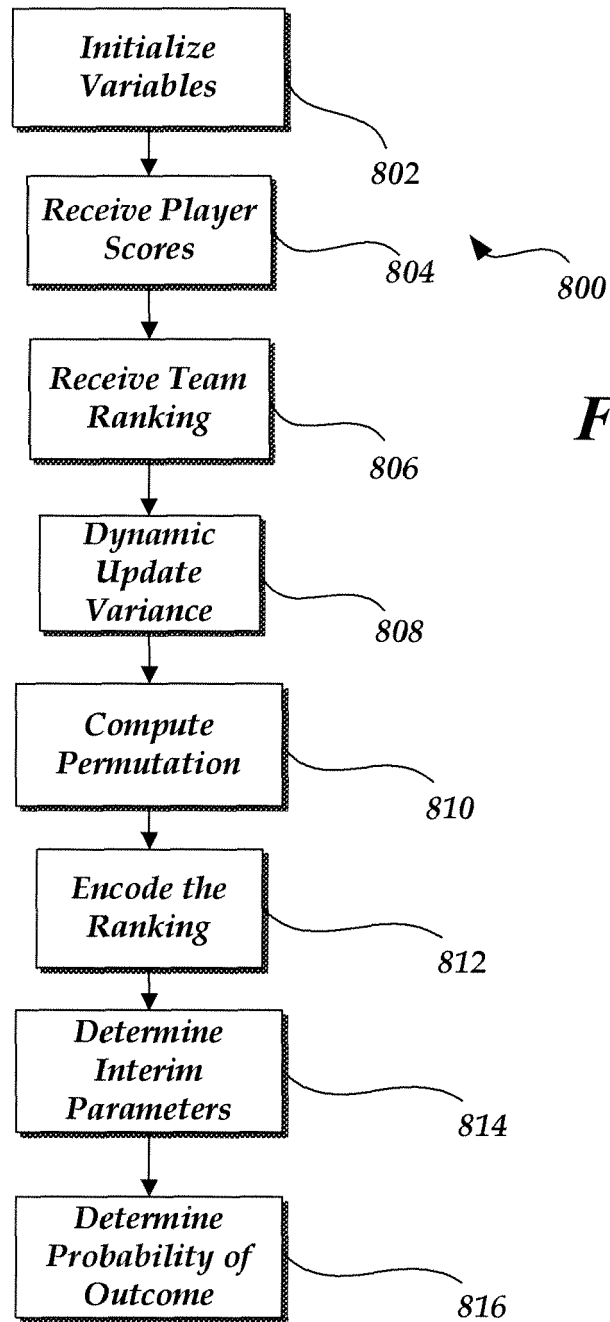 Initialize
Variables
802
Receive Player
Scores
804
800
Receive Team
Ranking
806
F
Dynamic
Update
Variance
808
Compute
Permutation
810
Encode the
Ranking
812
Determine
Interim
Parameters
814
Determine
Probability of
Outcome
816